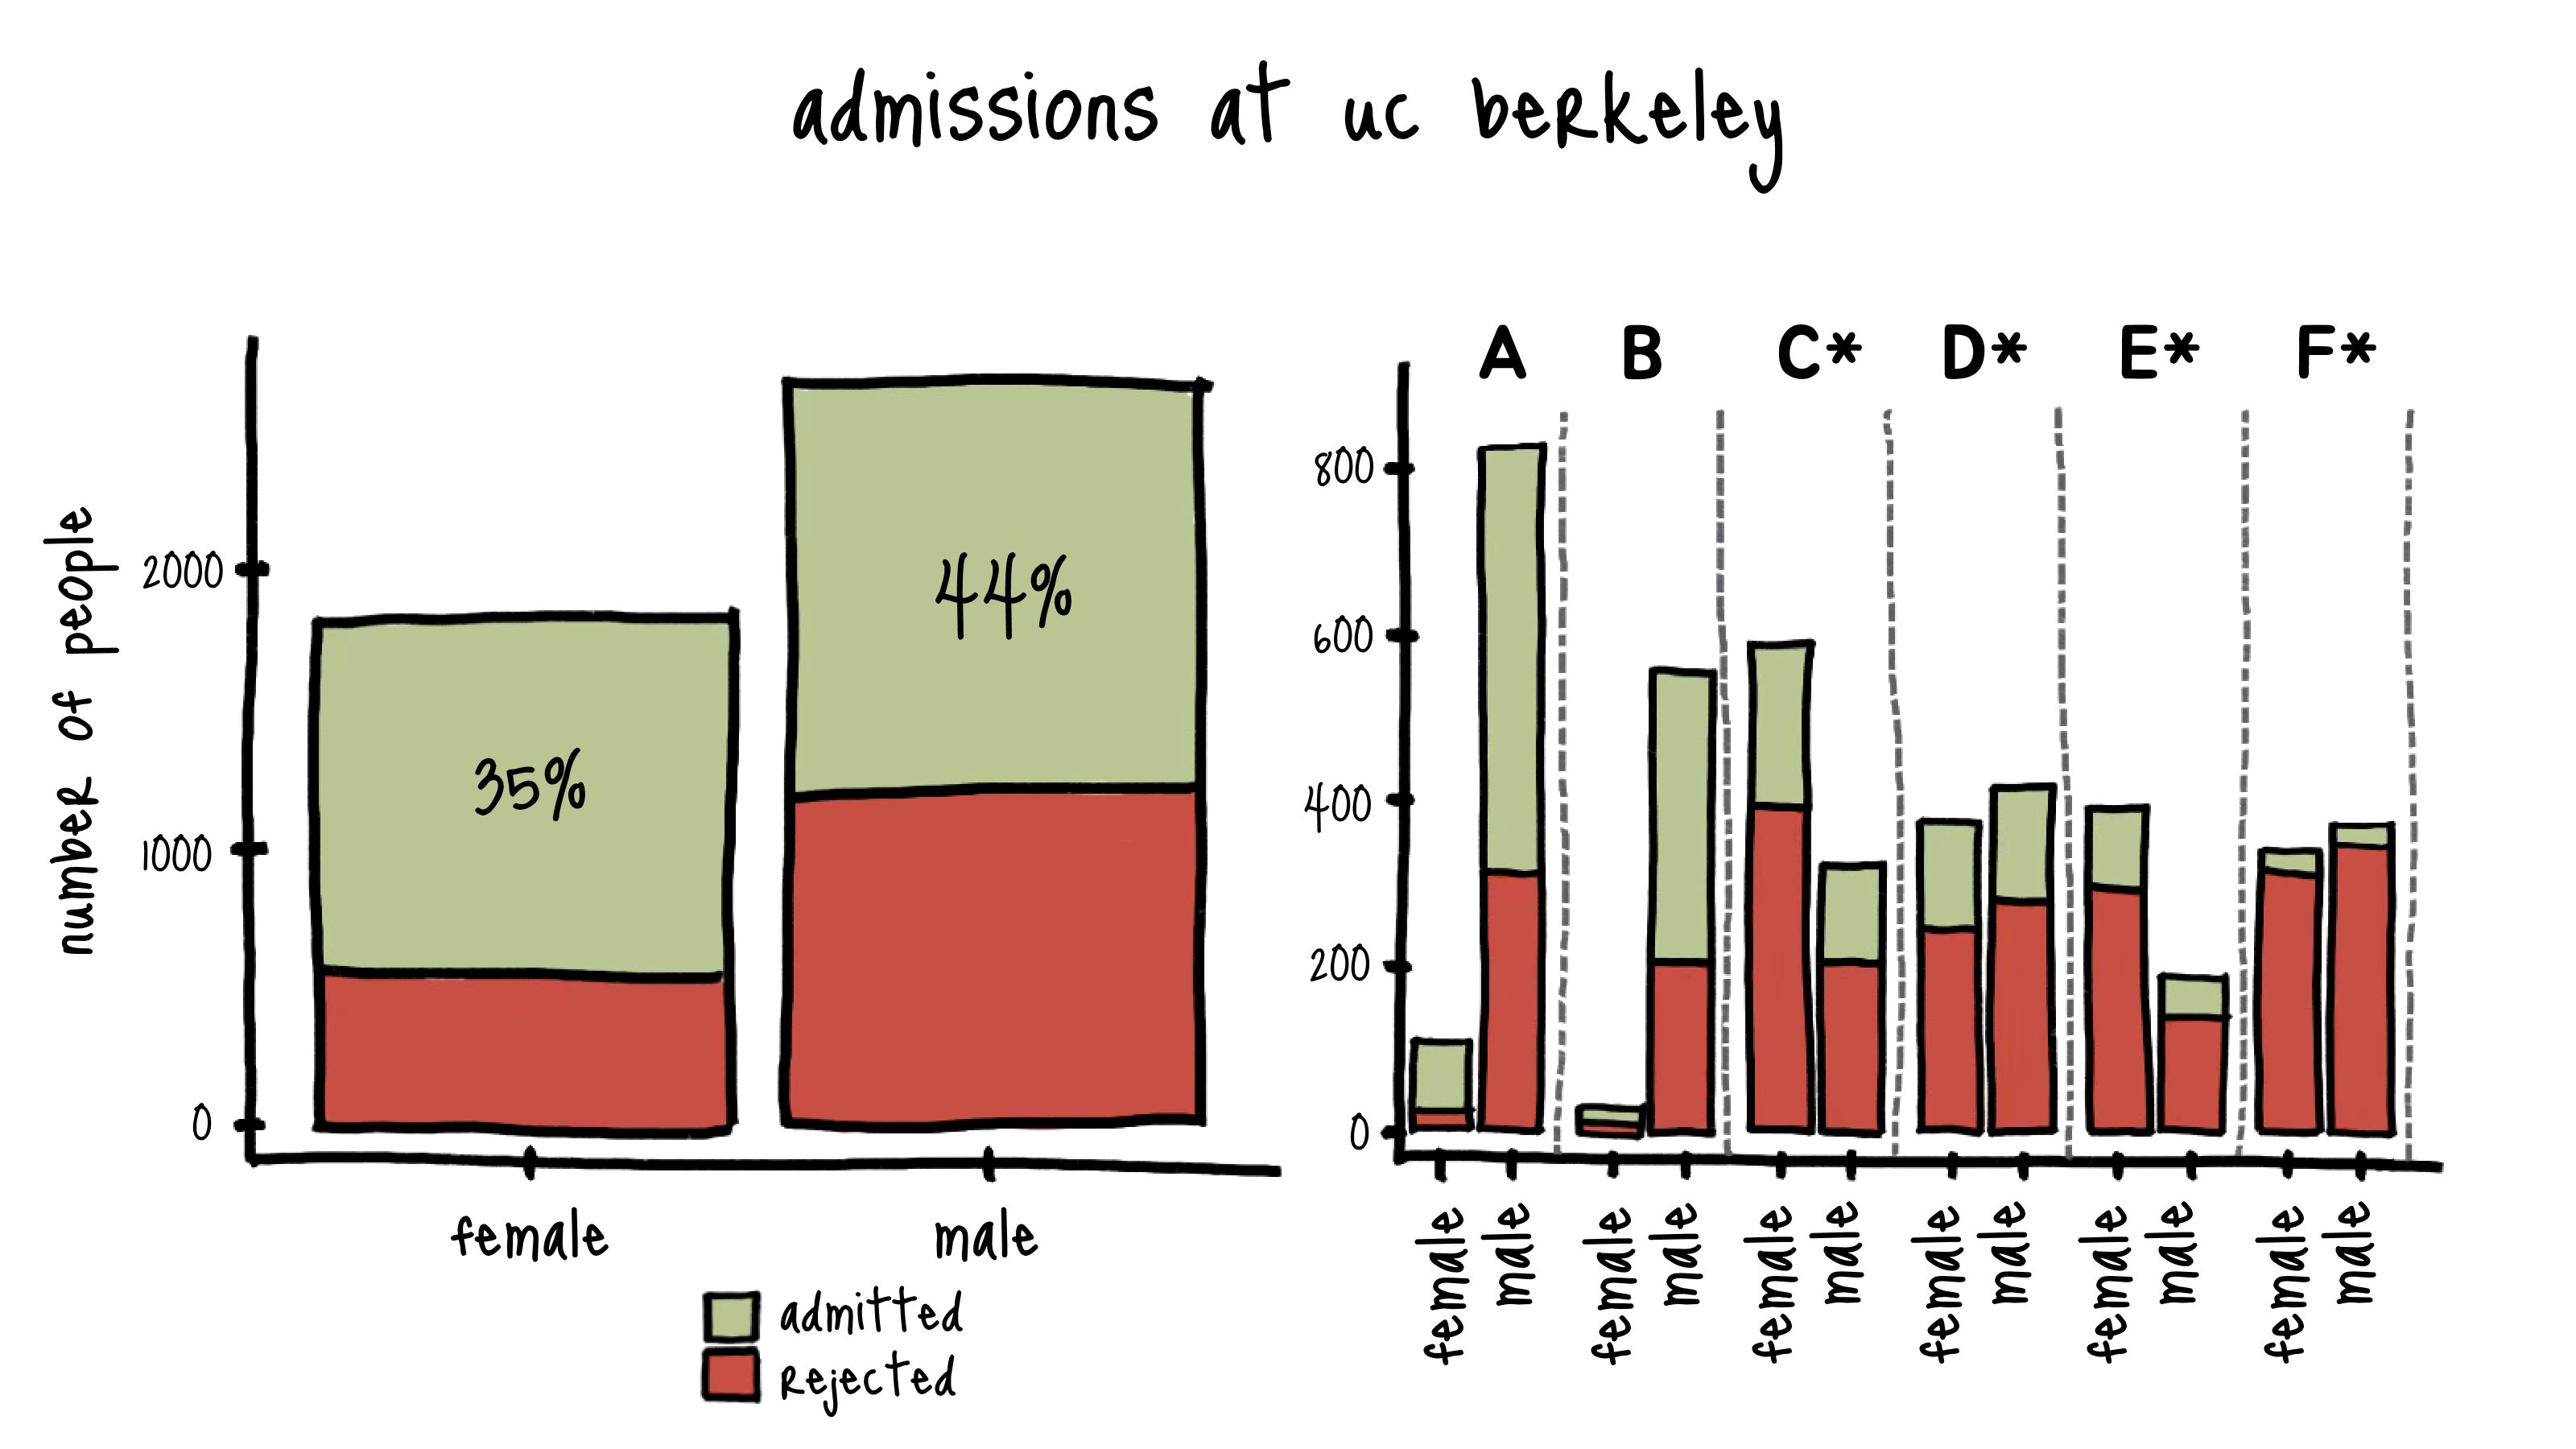 admissions at uc berkeley
number of people
2000
1000
0
35%
44%
female
male
admitted
rejected
A B C* D* E* F*
800
600
400
200
0
female male female male female male female male female male female male